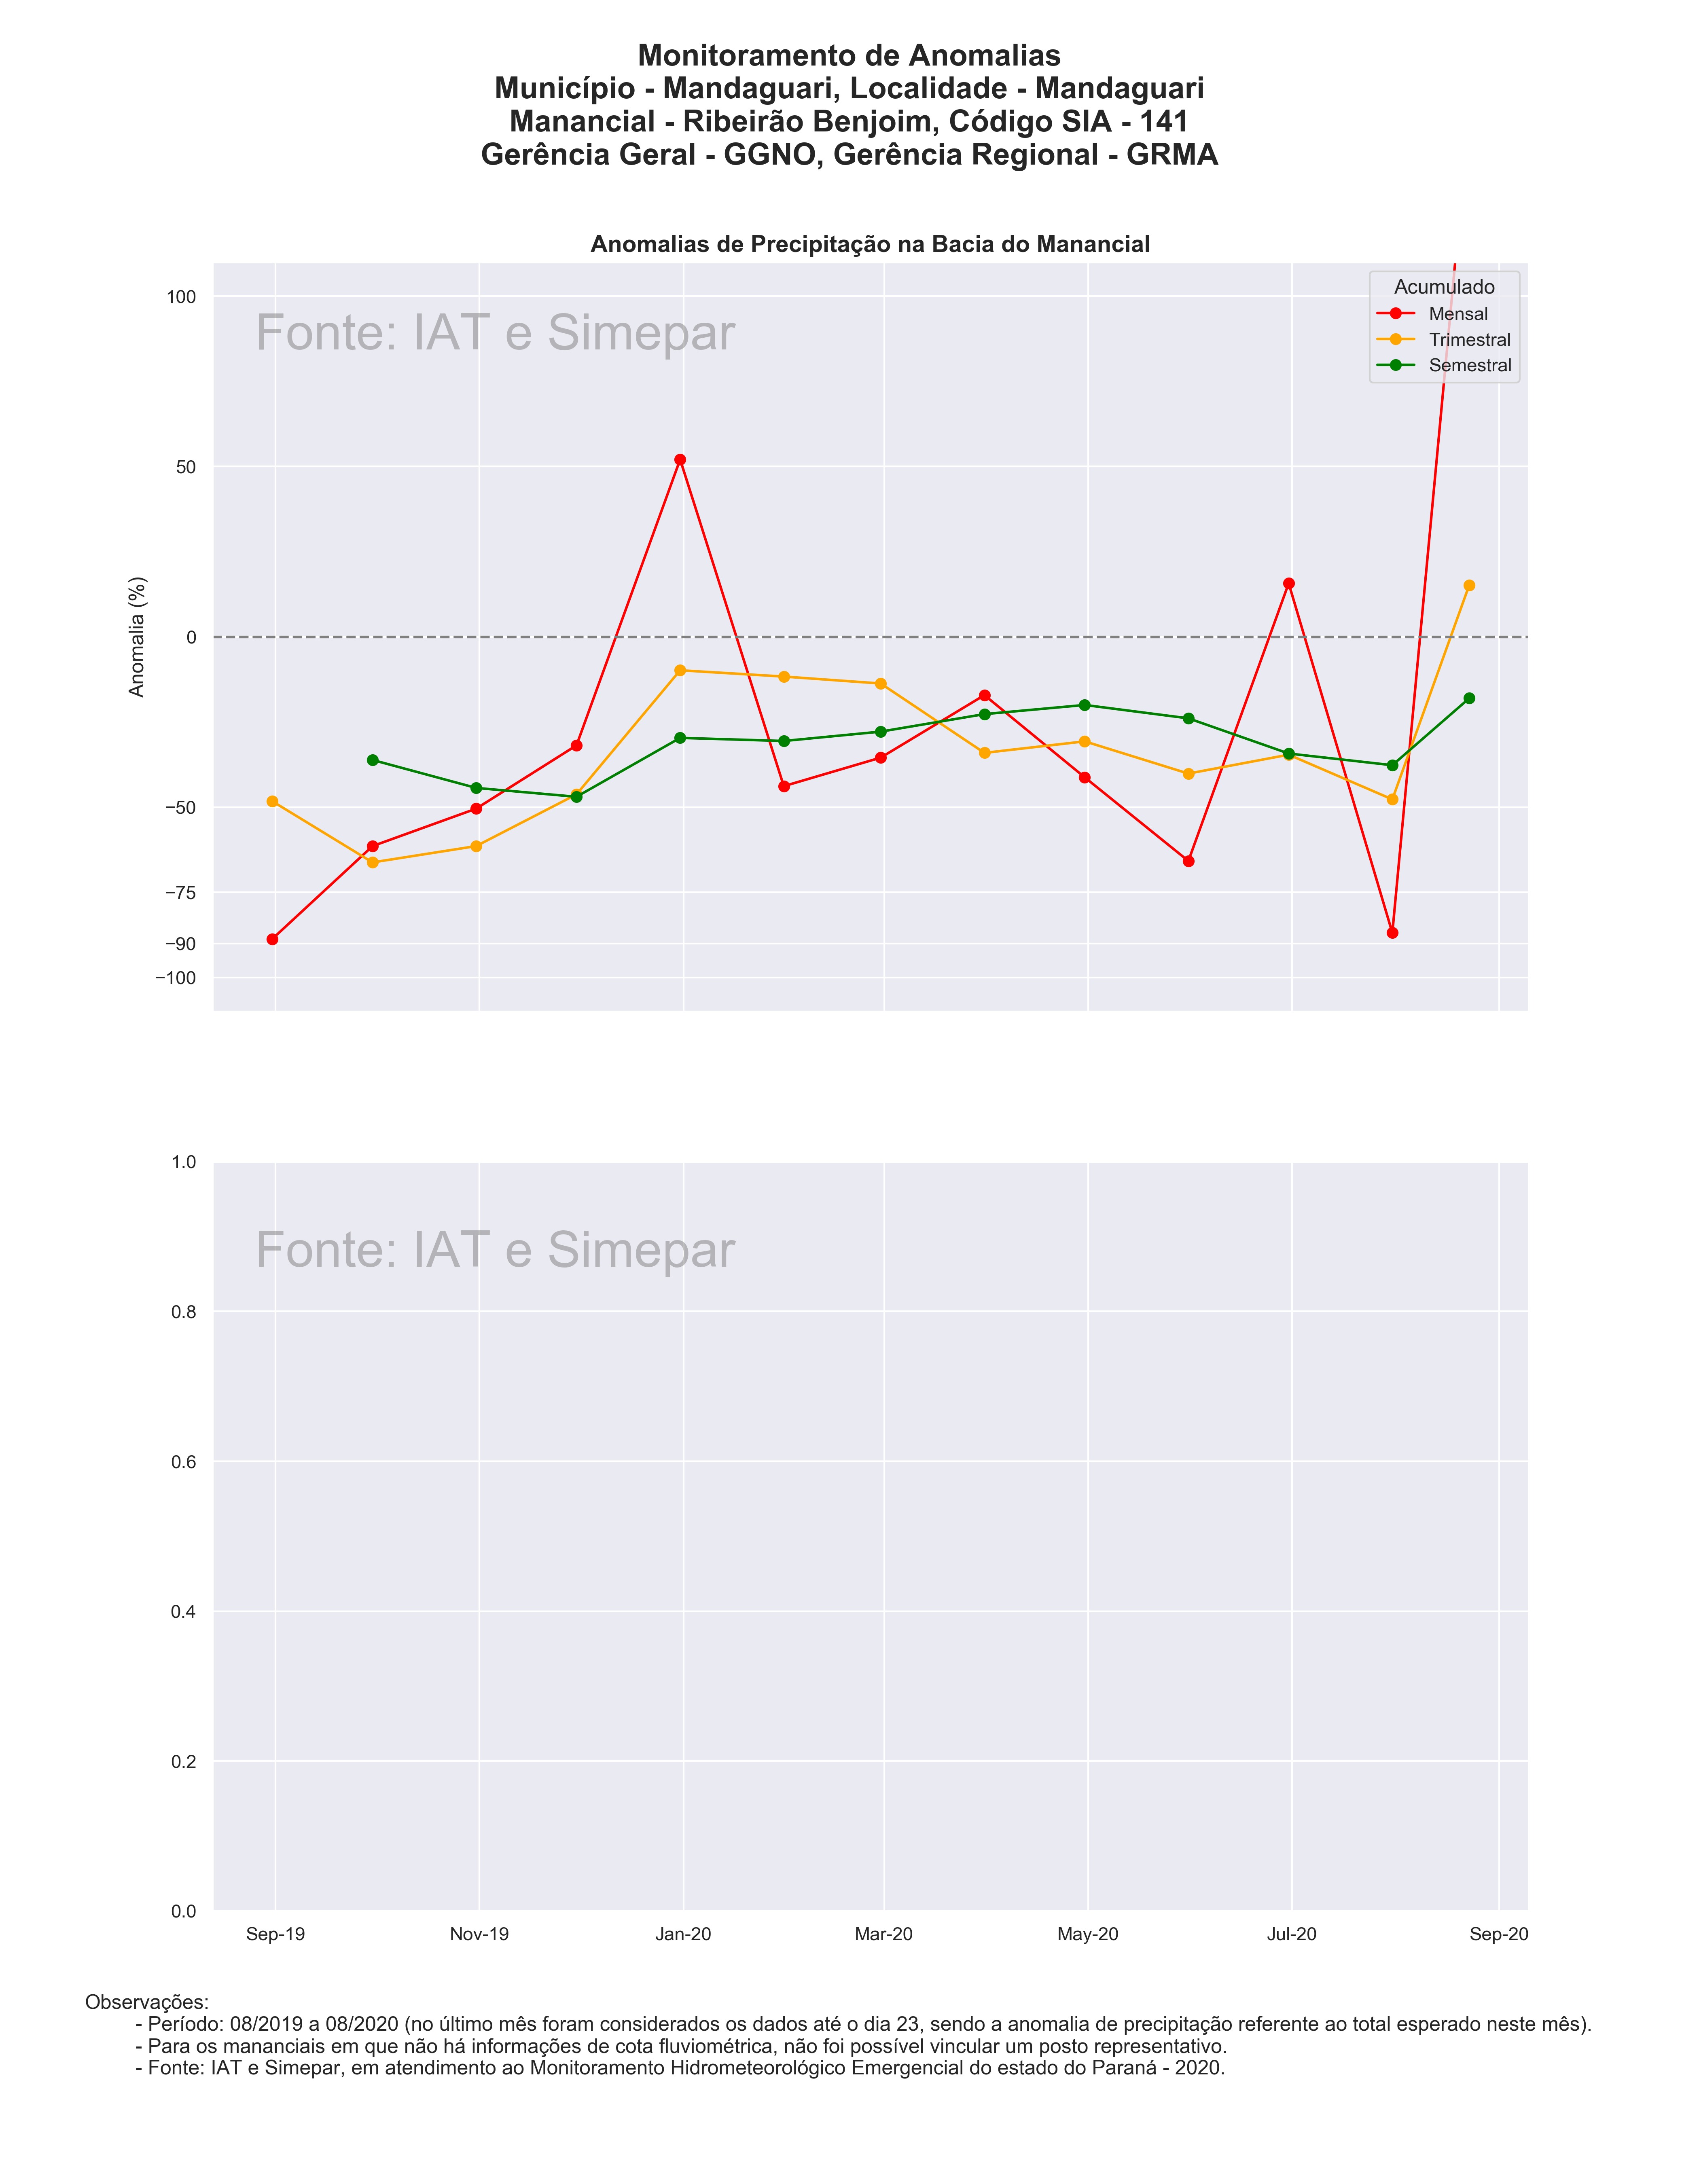 Monitoramento de Anomalias
Município - Mandaguari, Localidade - Mandaguari
Manancial - Ribeirão Benjoim, Código SIA - 141
Gerência Geral - GGNO, Gerência Regional - GRMA
Anomalias de Precipitação na Bacia do Manancial
Fonte: IAT e Simepar
Acumulado
Mensal
Trimestral
Semestral
Anomalia (%)
100
50
0
−50
−75
−90
−100
Fonte: IAT e Simepar
1.0
0.8
0.6
0.4
0.2
0.0
Sep-19 Nov-19 Jan-20 Mar-20 May-20 Jul-20 Sep-20
Observações:
- Período: 08/2019 a 08/2020 (no último mês foram considerados os dados até o dia 23, sendo a anomalia de precipitação referente ao total esperado neste mês).
- Para os mananciais em que não há informações de cota fluviométrica, não foi possível vincular um posto representativo.
- Fonte: IAT e Simepar, em atendimento ao Monitoramento Hidrometeorológico Emergencial do estado do Paraná - 2020.